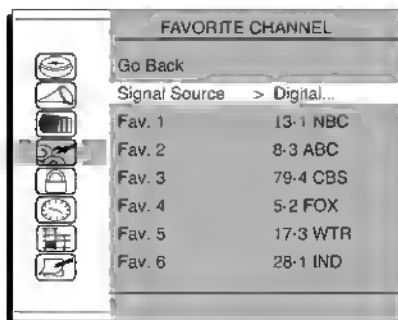 FAVORITE CHANNEL
Go Back
Signal Source > Digital...
Fav. 1 13-1 NBC
Fav. 2 8-3 ABC
Fav. 3 79-4 CBS
Fav. 4 5-2 FOX
Fav. 5 17-3 WTR
Fav. 6 28-1 IND